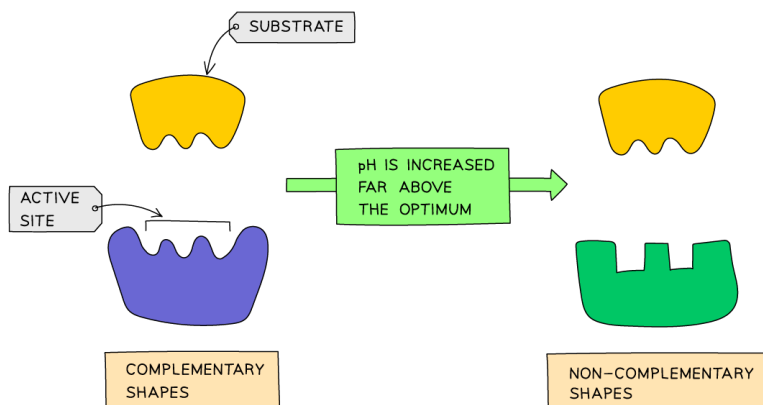 SUBSTRATE
ACTIVE
SITE
pH IS INCREASED
FAR ABOVE
THE OPTIMUM
COMPLEMENTARY
SHAPES
NON-COMPLEMENTARY
SHAPES